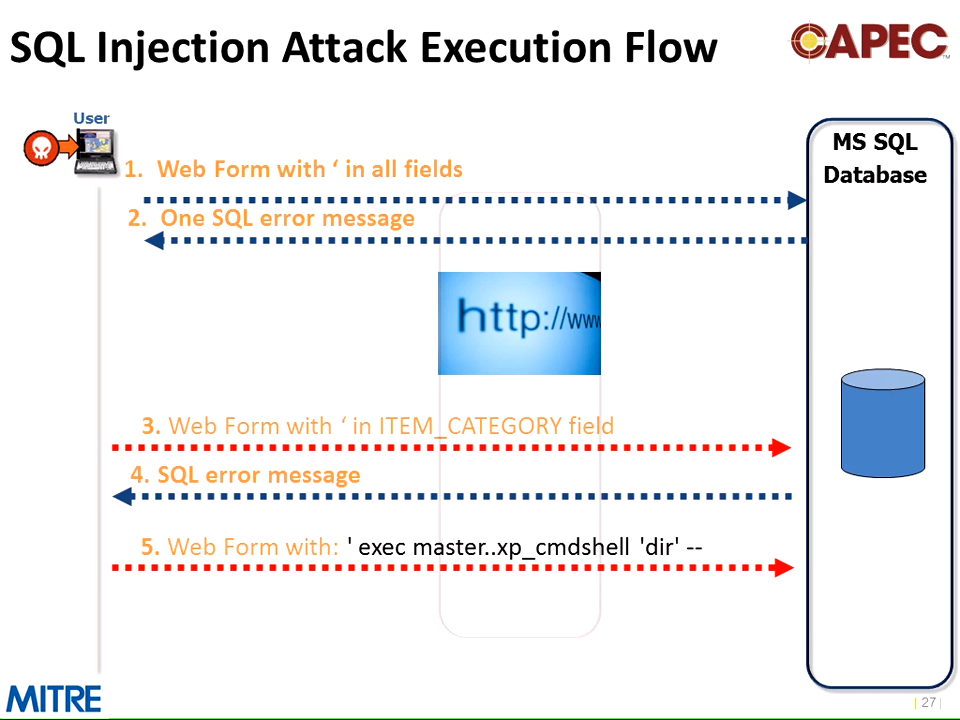 SQL Injection Attack Execution Flow
CAPEC™
User
MS SQL
Database
1. Web Form with ‘ in all fields
2. One SQL error message
http://www
3. Web Form with ‘ in ITEM_CATEGORY field
4. SQL error message
5. Web Form with: ' exec master..xp_cmdshell 'dir' --
MITRE
| 27 |